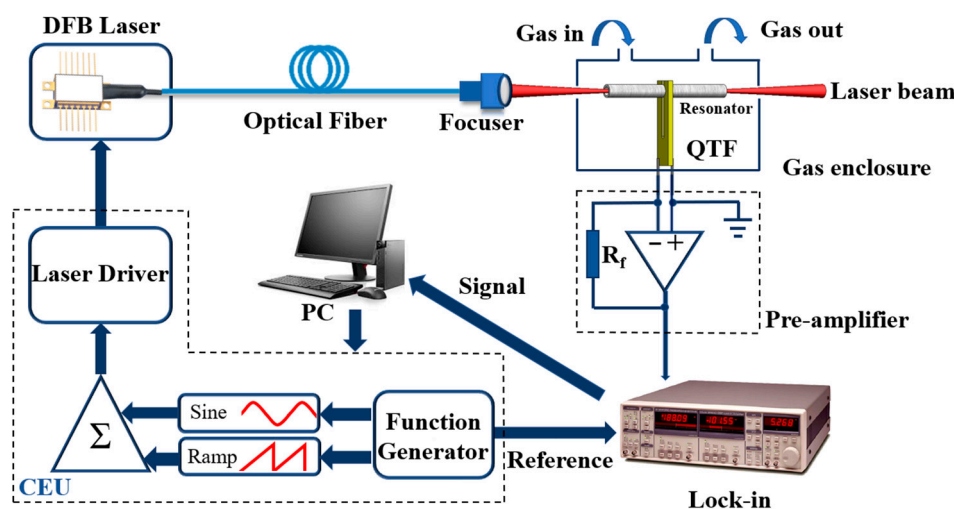 DFB Laser
Gas in
Gas out
Optical Fiber
Focuser
Resonator
Laser beam
QTF
Gas enclosure
Laser Driver
PC
Signal
R_f
- +
Pre-amplifier
Σ
Sine
Ramp
Function
Generator
Reference
CEU
Lock-in